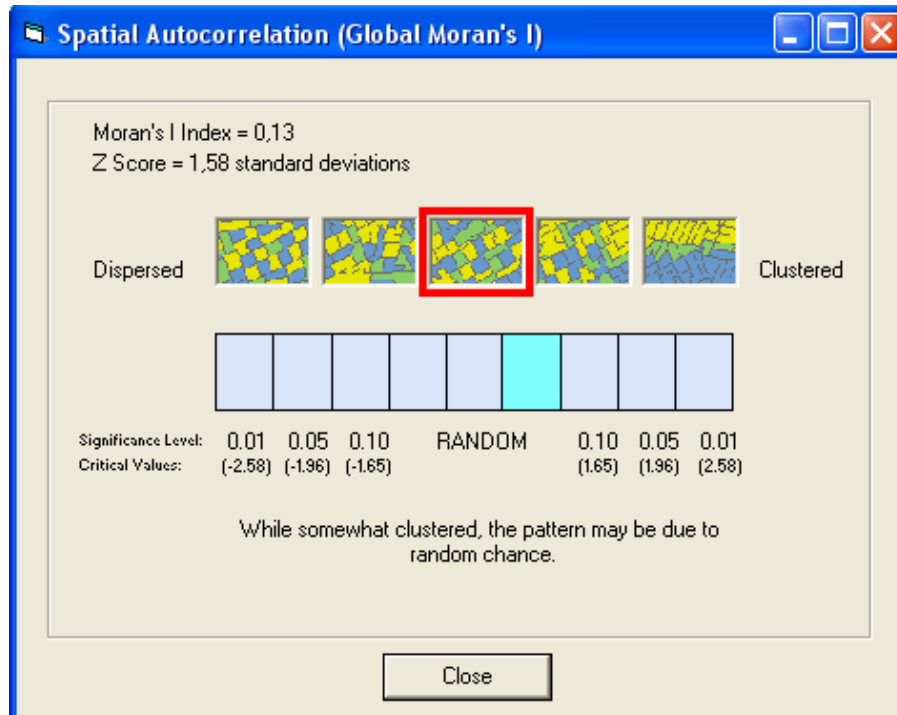 Spatial Autocorrelation (Global Moran's I)
Moran's I Index = 0,13
Z Score = 1,58 standard deviations
Dispersed
Clustered
Significance Level: 0.01 0.05 0.10 RANDOM 0.10 0.05 0.01
Critical Values: (-2.58) (-1.96) (-1.65) (1.65) (1.96) (2.58)
While somewhat clustered, the pattern may be due to
random chance.
Close